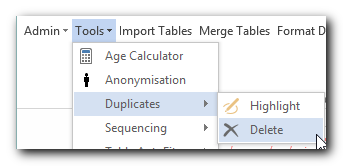 Admin Tools Import Tables Merge Tables Format D
Age Calculator
Anonymisation
Duplicates
Highlight
Sequencing
Delete